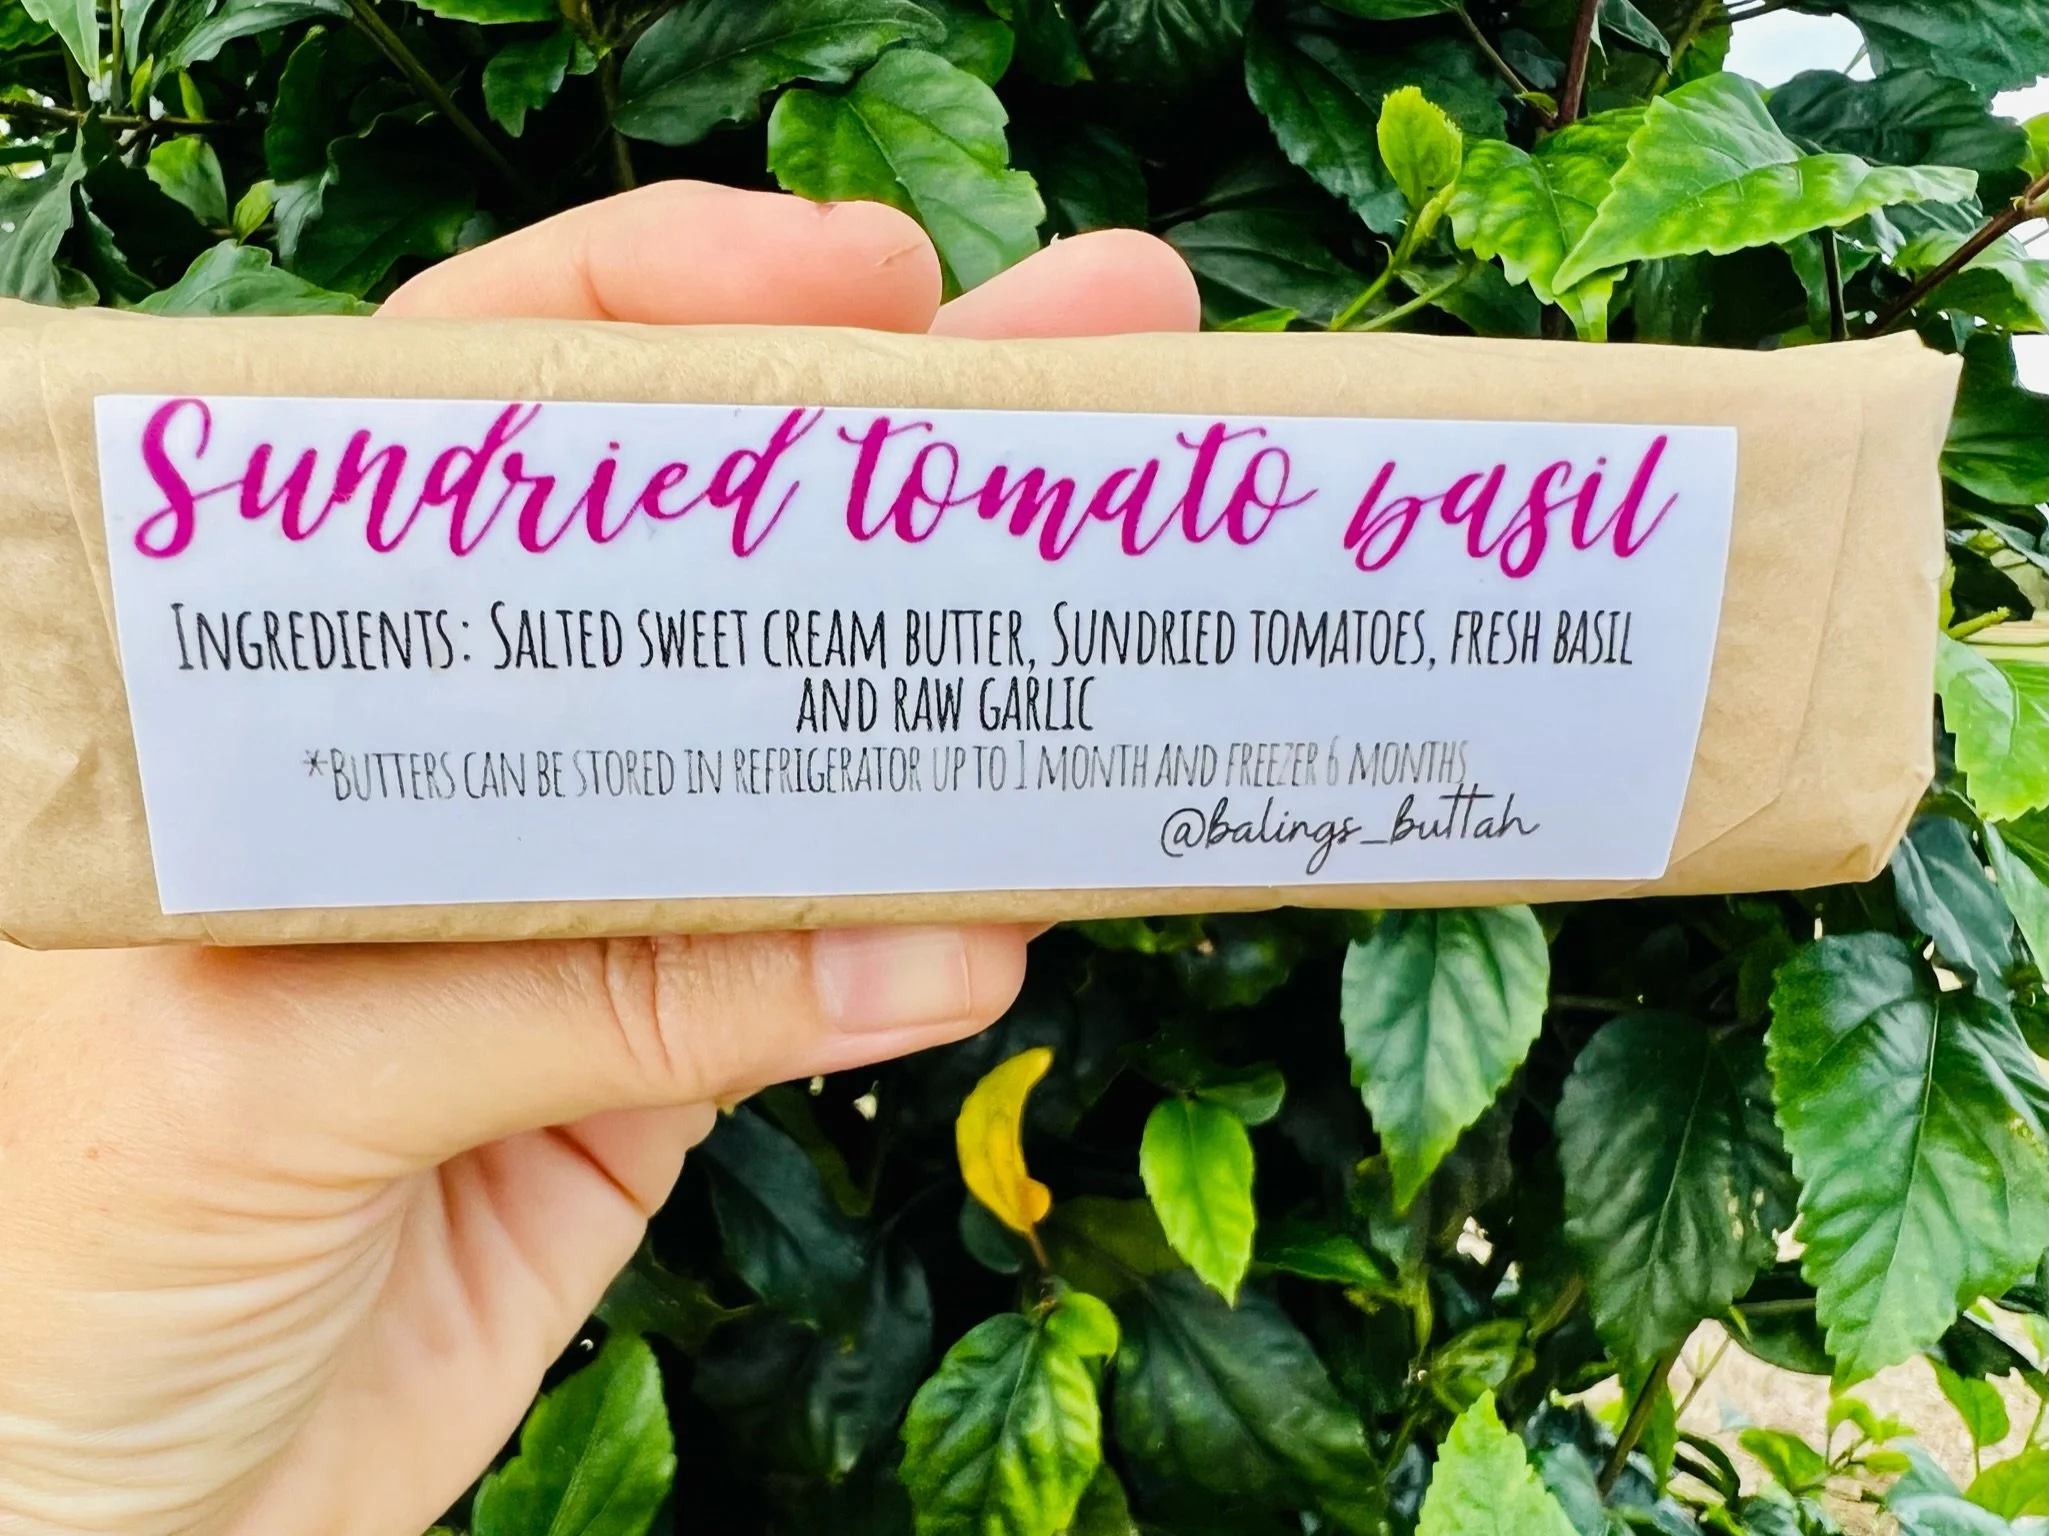 Sundried tomato basil
Ingredients: Salted sweet cream butter, Sundried tomatoes, fresh basil
and raw garlic
*Butters can be stored in refrigerator up to 1 month and freezer 6 months
@balings_buttah